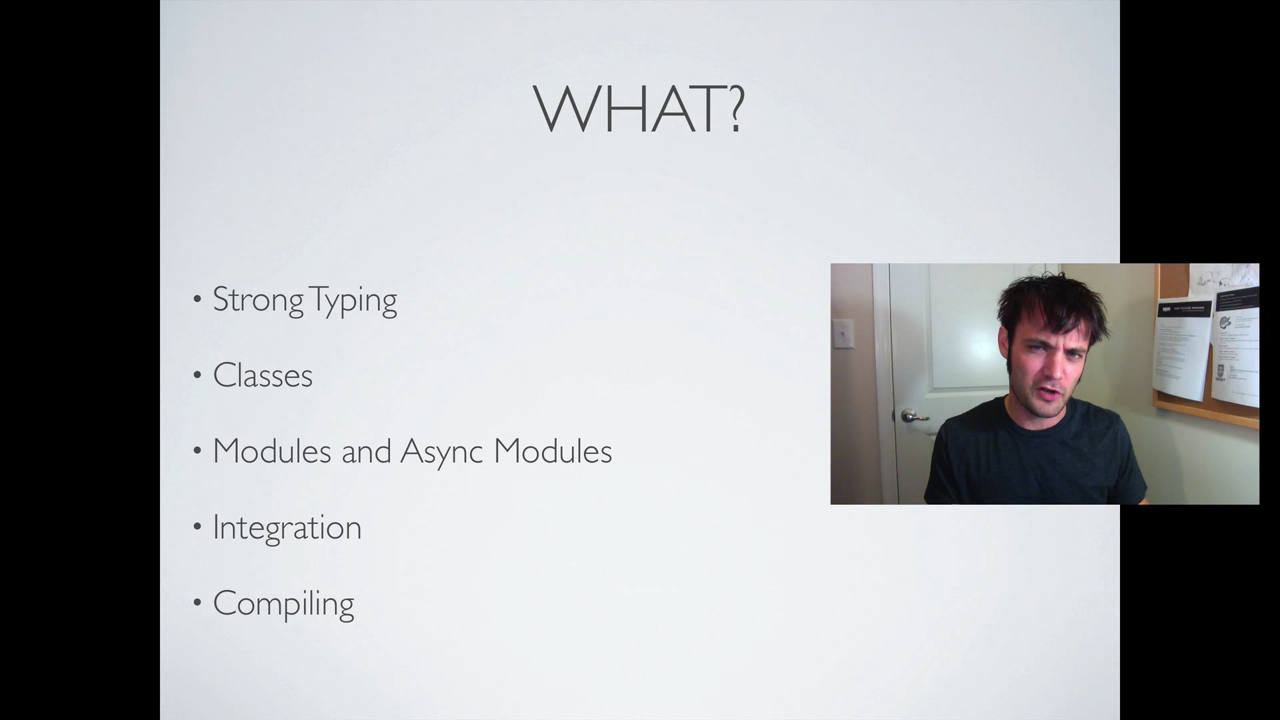 WHAT?
• Strong Typing
• Classes
• Modules and Async Modules
• Integration
• Compiling